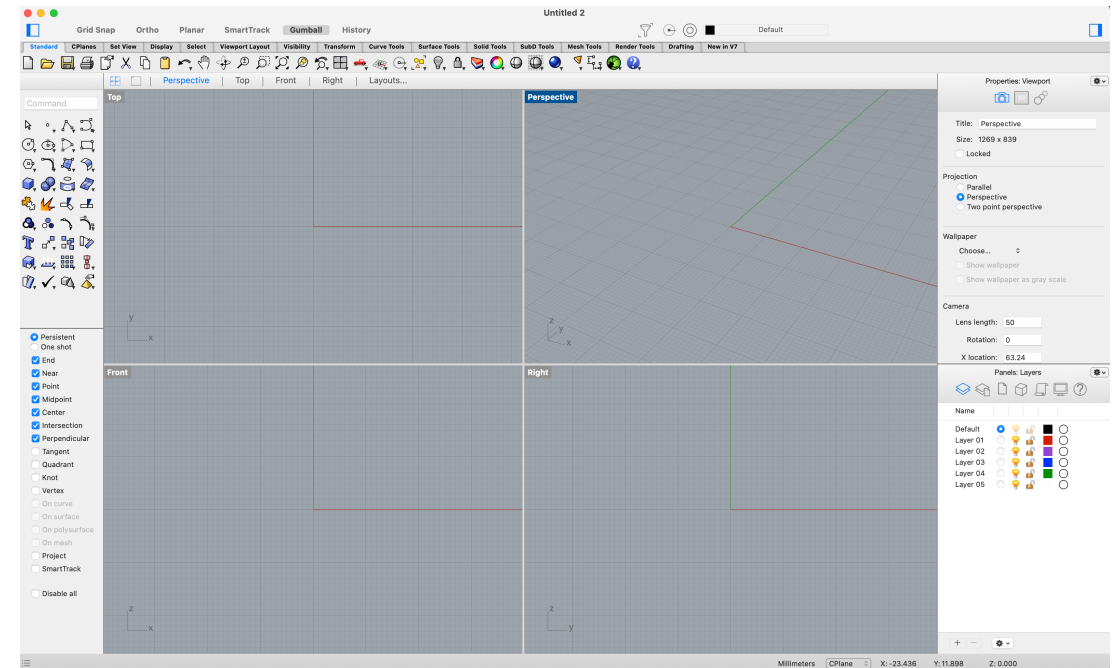 Untitled 2
Grid Snap Ortho Planar SmartTrack Gumball History Default
Standard CPlanes Set View Display Select Viewport Layout Visibility Transform Curve Tools Surface Tools Solid Tools SubD Tools Mesh Tools Render Tools Drafting New in V7
Perspective | Top | Front | Right | Layouts...
Command
Top
Perspective
y
x
z
y
x
Front
Right
z
x
z
y
Persistent
One shot
End
Near
Point
Midpoint
Center
Intersection
Perpendicular
Tangent
Quadrant
Knot
Vertex
On curve
On surface
On polysurface
On mesh
Project
SmartTrack
Disable all
Properties: Viewport
Title: Perspective
Size: 1269 x 839
Locked
Projection
Parallel
Perspective
Two point perspective
Wallpaper
Choose...
Show wallpaper
Show wallpaper as gray scale
Camera
Lens length: 50
Rotation: 0
X location: 63.24
Panels: Layers
Name
Default
Layer 01
Layer 02
Layer 03
Layer 04
Layer 05
Millimeters CPlane X: -23.436 Y: 11.898 Z: 0.000